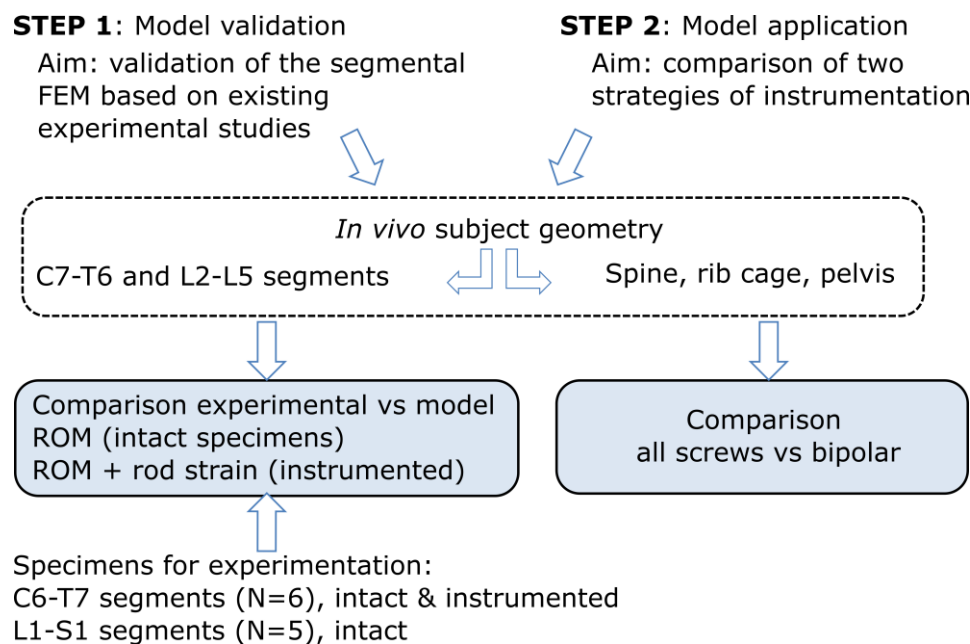 STEP 1: Model validation
Aim: validation of the segmental
FEM based on existing
experimental studies
STEP 2: Model application
Aim: comparison of two
strategies of instrumentation
In vivo subject geometry
C7-T6 and L2-L5 segments
Spine, rib cage, pelvis
Comparison experimental vs model
ROM (intact specimens)
ROM + rod strain (instrumented)
Comparison
all screws vs bipolar
Specimens for experimentation:
C6-T7 segments (N=6), intact & instrumented
L1-S1 segments (N=5), intact